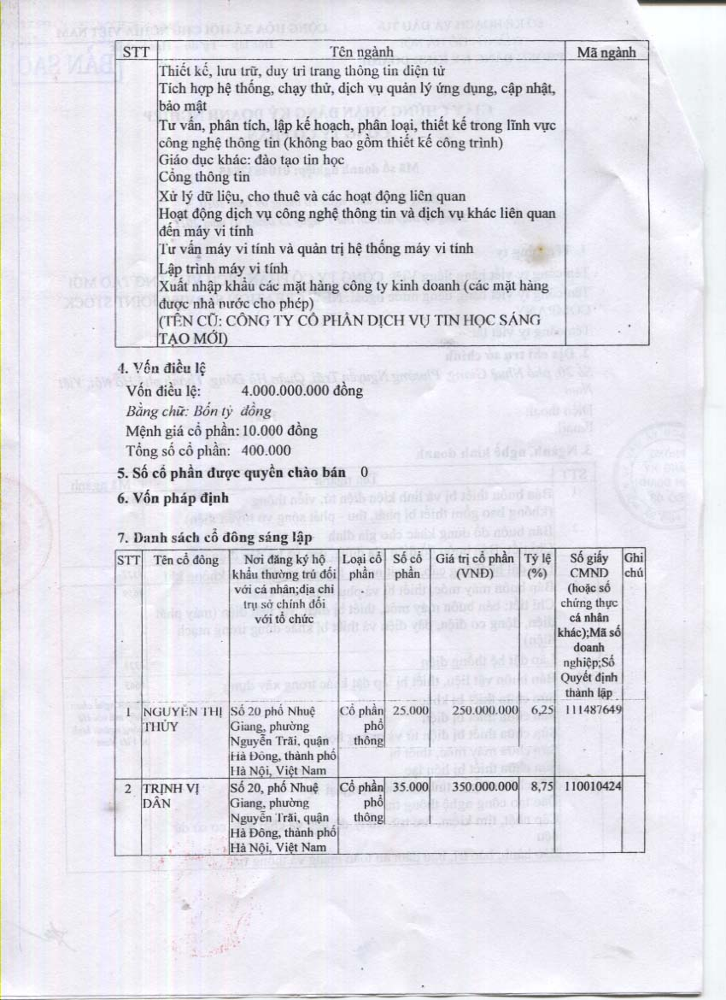 STT Tên ngành Mã ngành
Thiết kế, lưu trữ, duy trì trang thông tin điện tử
Tích hợp hệ thống, chạy thử, dịch vụ quản lý ứng dụng, cập nhật,
bảo mật
Tư vấn, phân tích, lập kế hoạch, phân loại, thiết kế trong lĩnh vực
công nghệ thông tin (không bao gồm thiết kế công trình)
Giáo dục khác: đào tạo tin học
Cổng thông tin
Xử lý dữ liệu, cho thuê và các hoạt động liên quan
Hoạt động dịch vụ công nghệ thông tin và dịch vụ khác liên quan
đến máy vi tính
Tư vấn máy vi tính và quản trị hệ thống máy vi tính
Lập trình máy vi tính
Xuất nhập khẩu các mặt hàng công ty kinh doanh (các mặt hàng
được nhà nước cho phép)
(TÊN CŨ: CÔNG TY CỔ PHẦN DỊCH VỤ TIN HỌC SÁNG
TẠO MỚI)
4. Vốn điều lệ
Vốn điều lệ: 4.000.000.000 đồng
Bằng chữ: Bốn tỷ đồng
Mệnh giá cổ phần: 10.000 đồng
Tổng số cổ phần: 400.000
5. Số cổ phần được quyền chào bán 0
6. Vốn pháp định
7. Danh sách cổ đông sáng lập
STT Tên cổ đông Nơi đăng ký hộ Loại cổ Số cổ Giá trị cổ phần Tỷ lệ Số giấy Ghi
khẩu thường trú đối phần phần (VNĐ) (%) CMND chú
với cá nhân;địa chỉ (hoặc số
trụ sở chính đối chứng thực
với tổ chức cá nhân
khác);Mã số
doanh
nghiệp;Số
Quyết định
thành lập
1 NGUYỄN THỊ Số 20 phố Nhuệ Cổ phần 25.000 250.000.000 6,25 111487649
THỦY Giang, phường phổ
Nguyễn Trãi, quận thông
Hà Đông, thành phố
Hà Nội, Việt Nam
2 TRỊNH VỊ Số 20, phố Nhuệ Cổ phần 35.000 350.000.000 8,75 110010424
DÂN Giang, phường phổ
Nguyễn Trãi, quận thông
Hà Đông, thành phố
Hà Nội, Việt Nam